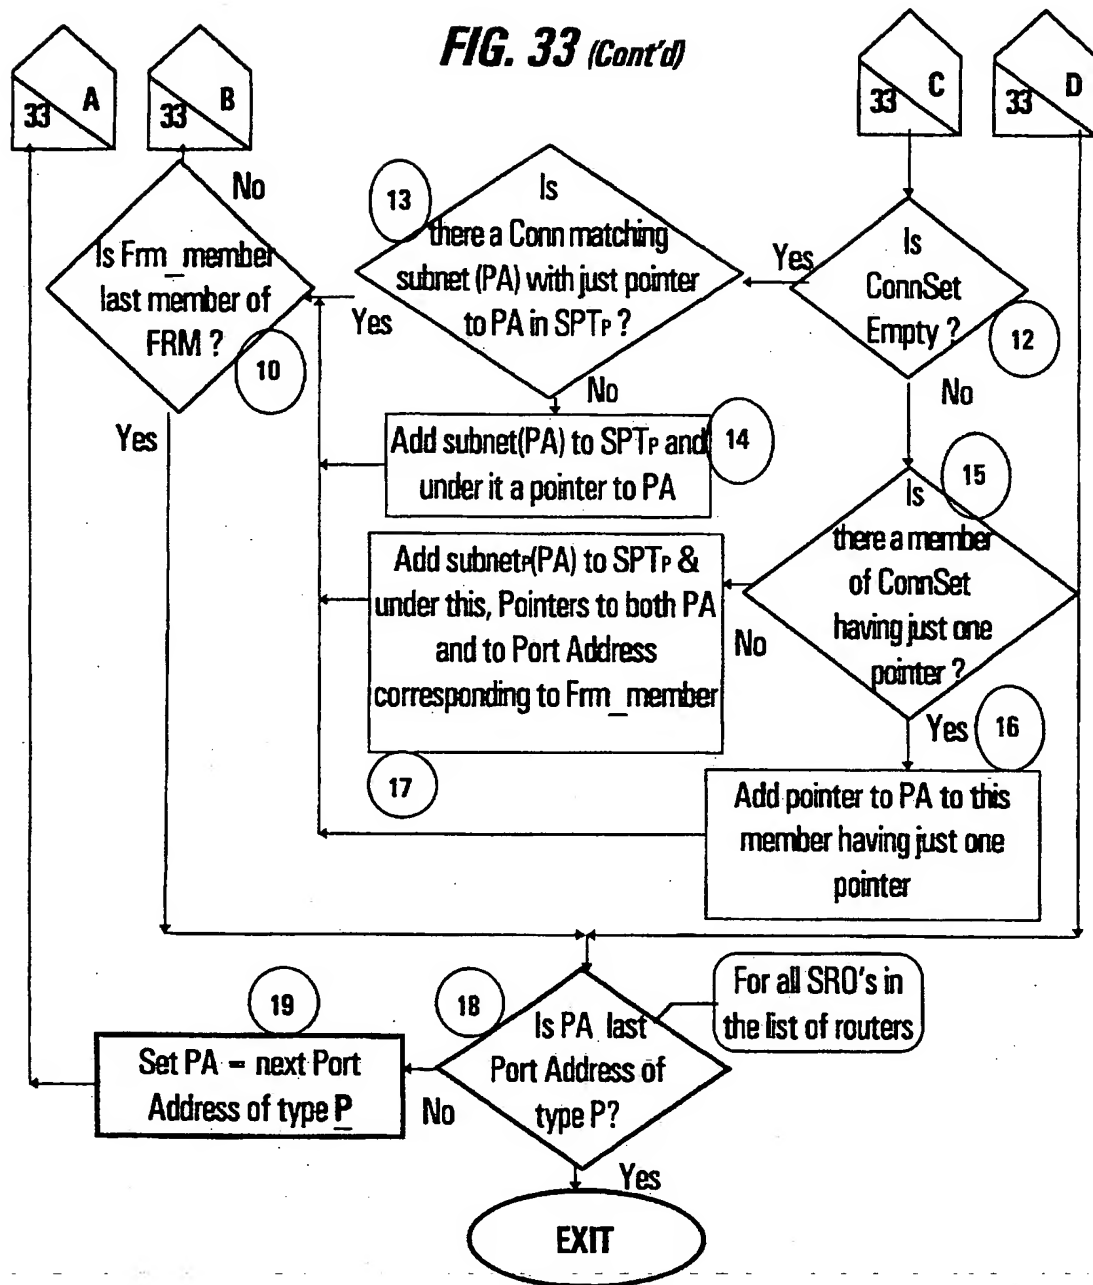 FIG. 33 (Cont'd)
33 A
33 B
33 C
33 D
No
Is Frm_member
last member of
FRM ?
10
Yes
13
Is
there a Conn matching
subnet (PA) with just pointer
to PA in SPTP ?
Yes
No
Yes
Is
ConnSet
Empty ?
12
No
Add subnet(PA) to SPTP and
under it a pointer to PA
14
15
Is
there a member
of ConnSet
having just one
pointer ?
No
Yes
Add subnetP(PA) to SPTP &
under this, Pointers to both PA
and to Port Address
corresponding to Frm_member
17
16
Add pointer to PA to this
member having just one
pointer
For all SRO's in
the list of routers
18
Is PA last
Port Address of
type P?
No
Yes
19
Set PA = next Port
Address of type P
EXIT